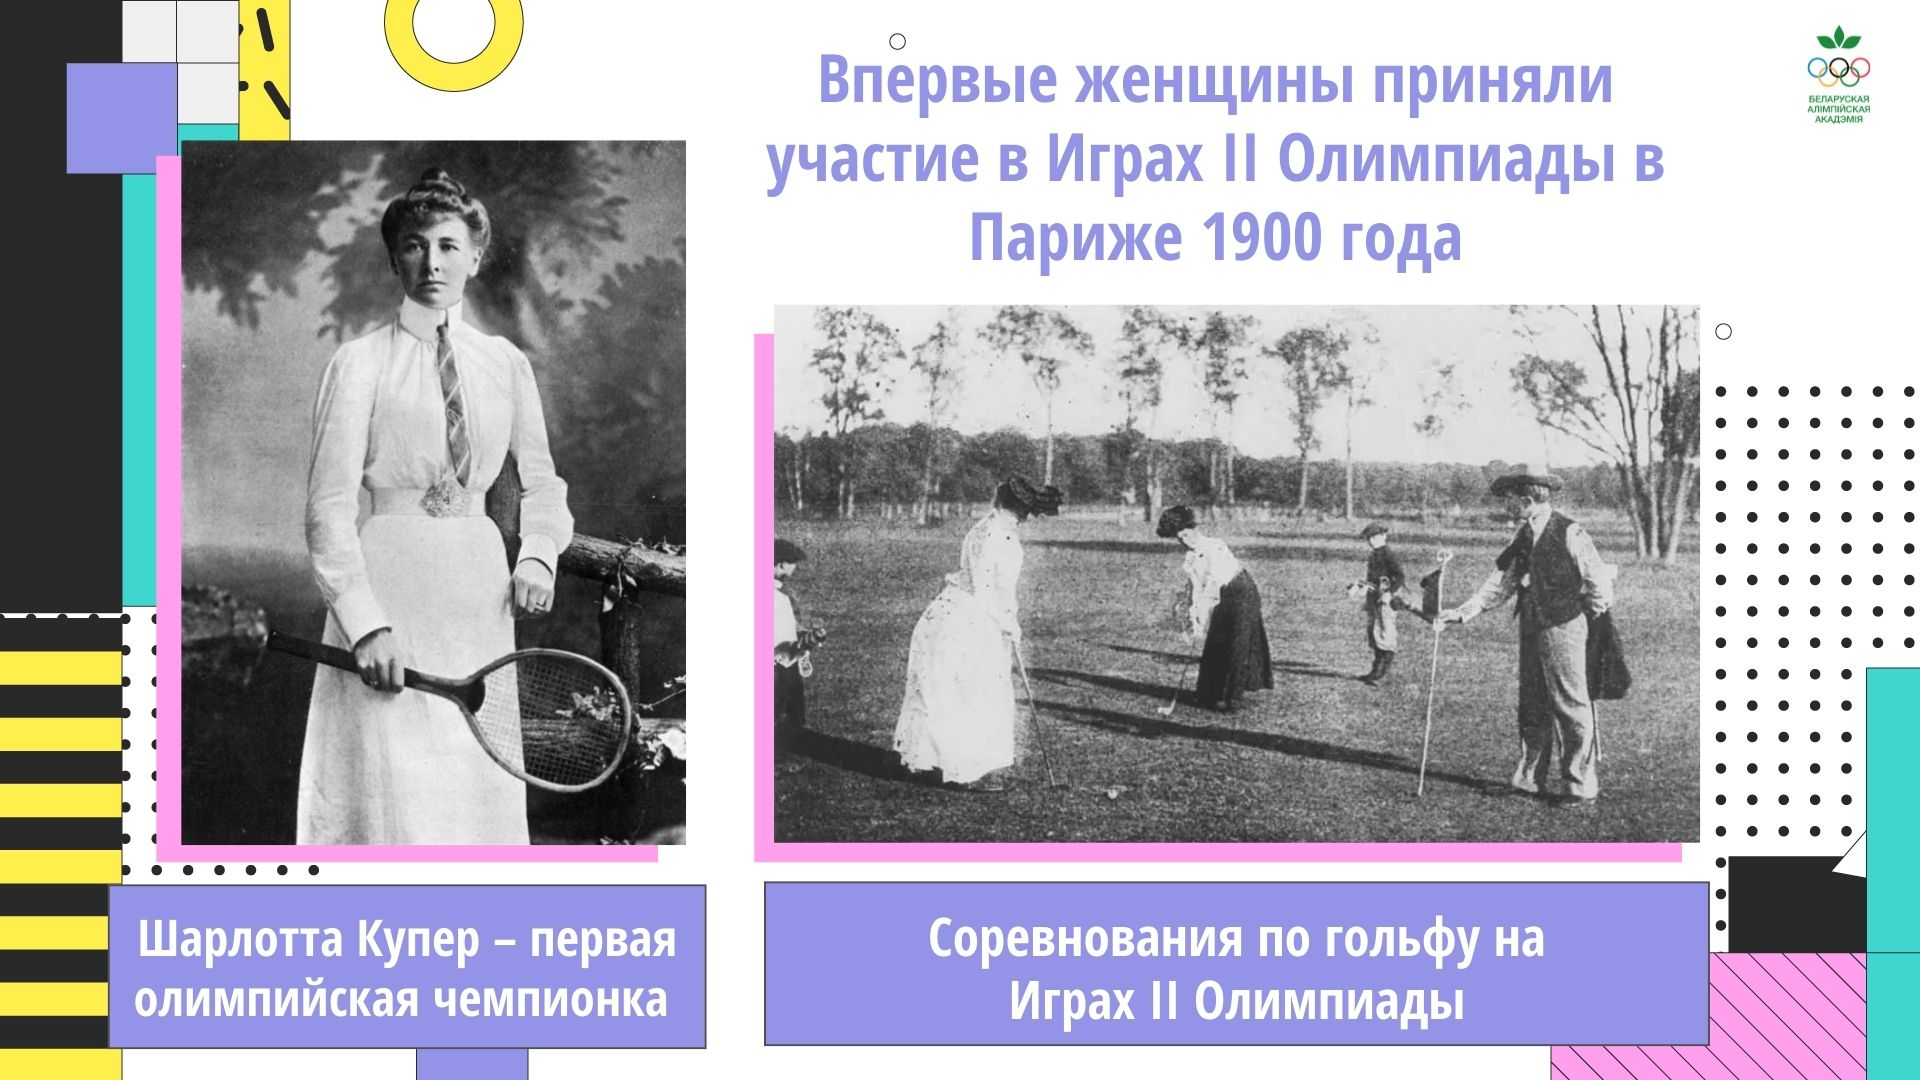 Впервые женщины приняли
участие в Играх II Олимпиады в
Париже 1900 года
БЕЛАРУСКАЯ
АЛІМПІЙСКАЯ
АКАДЭМІЯ
Шарлотта Купер – первая
олимпийская чемпионка
Соревнования по гольфу на
Играх II Олимпиады